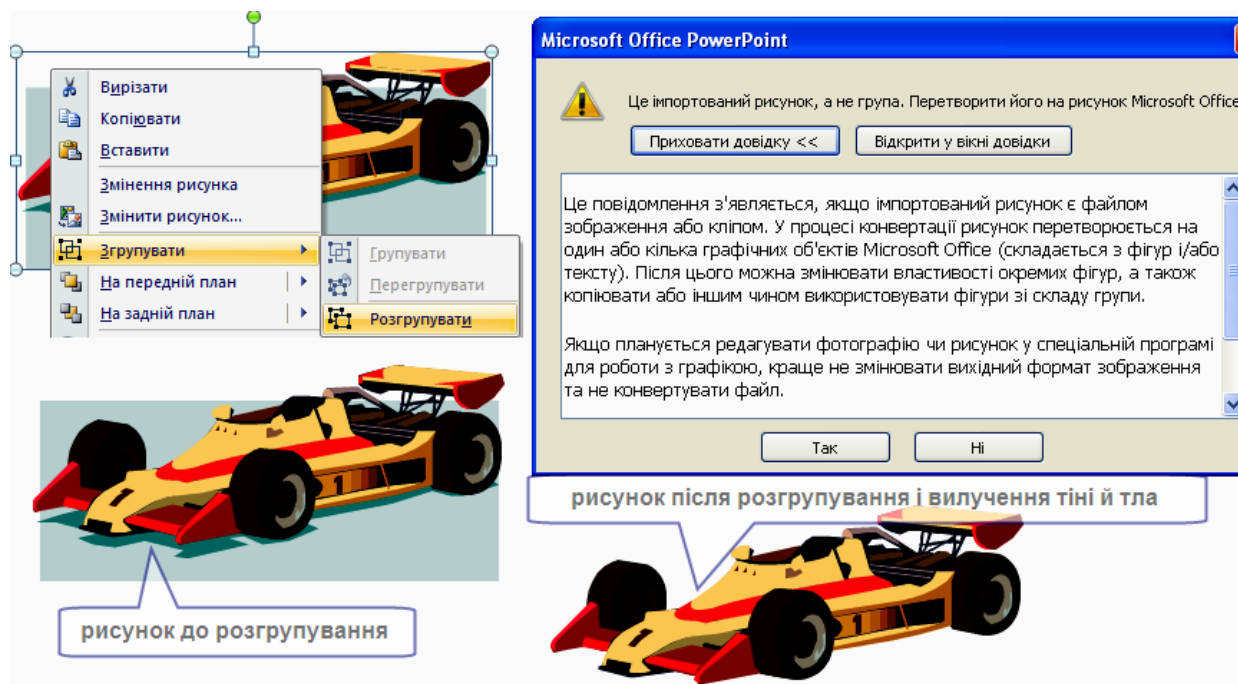 Вирізати
Копіювати
Вставити
Змінення рисунка
Змінити рисунок...
Згрупувати
На передній план
На задній план
Групувати
Перегрупувати
Розгрупувати
Microsoft Office PowerPoint
Це імпортований рисунок, а не група. Перетворити його на рисунок Microsoft Office
Приховати довідку <<
Відкрити у вікні довідки
Це повідомлення з'являється, якщо імпортований рисунок є файлом
зображення або кліпом. У процесі конвертації рисунок перетворюється на
один або кілька графічних об'єктів Microsoft Office (складається з фігур і/або
тексту). Після цього можна змінювати властивості окремих фігур, а також
копіювати або іншим чином використовувати фігури зі складу групи.
Якщо планується редагувати фотографію чи рисунок у спеціальній програмі
для роботи з графікою, краще не змінювати вихідний формат зображення
та не конвертувати файл.
Так
Ні
1
1
рисунок до розгрупування
рисунок після розгрупування і вилучення тіні й тла
1
1